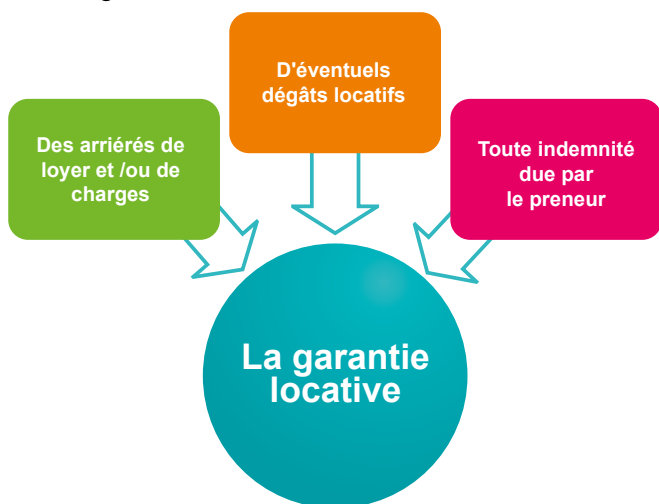 D'éventuels
dégâts locatifs
Des arriérés de
loyer et /ou de
charges
Toute indemnité
due par
le preneur
La garantie
locative